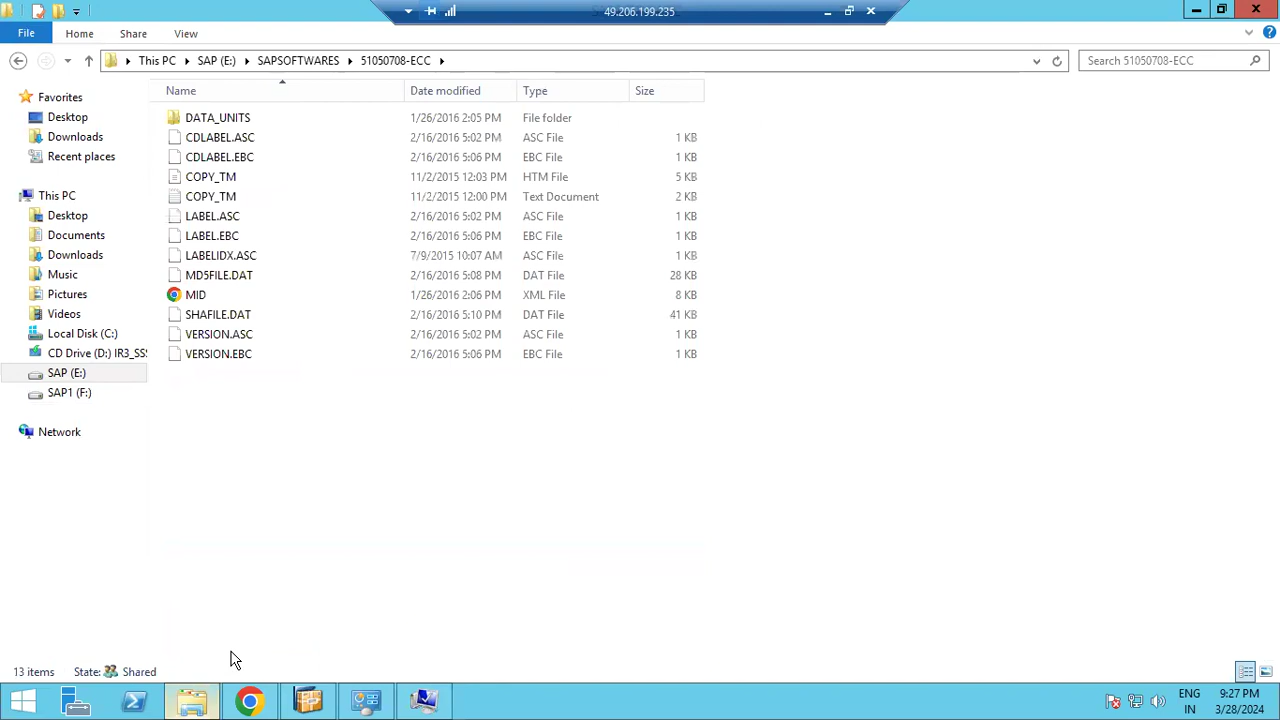 49.206.199.235
File Home Share View
This PC SAP (E:) SAPSOFTWARES 51050708-ECC Search 51050708-ECC
Name Date modified Type Size
Favorites
Desktop
Downloads
Recent places
This PC
Desktop
Documents
Downloads
Music
Pictures
Videos
Local Disk (C:)
CD Drive (D:) IR3_SSS
SAP (E:)
SAP1 (F:)
Network
DATA_UNITS 1/26/2016 2:05 PM File folder
CDLABEL.ASC 2/16/2016 5:02 PM ASC File 1 KB
CDLABEL.EBC 2/16/2016 5:06 PM EBC File 1 KB
COPY_TM 11/2/2015 12:03 PM HTM File 5 KB
COPY_TM 11/2/2015 12:00 PM Text Document 2 KB
LABEL.ASC 2/16/2016 5:02 PM ASC File 1 KB
LABEL.EBC 2/16/2016 5:06 PM EBC File 1 KB
LABELIDX.ASC 7/9/2015 10:07 AM ASC File 1 KB
MD5FILE.DAT 2/16/2016 5:08 PM DAT File 28 KB
MID 1/26/2016 2:06 PM XML File 8 KB
SHAFILE.DAT 2/16/2016 5:10 PM DAT File 41 KB
VERSION.ASC 2/16/2016 5:02 PM ASC File 1 KB
VERSION.EBC 2/16/2016 5:06 PM EBC File 1 KB
13 items State: Shared
ENG 9:27 PM
IN 3/28/2024